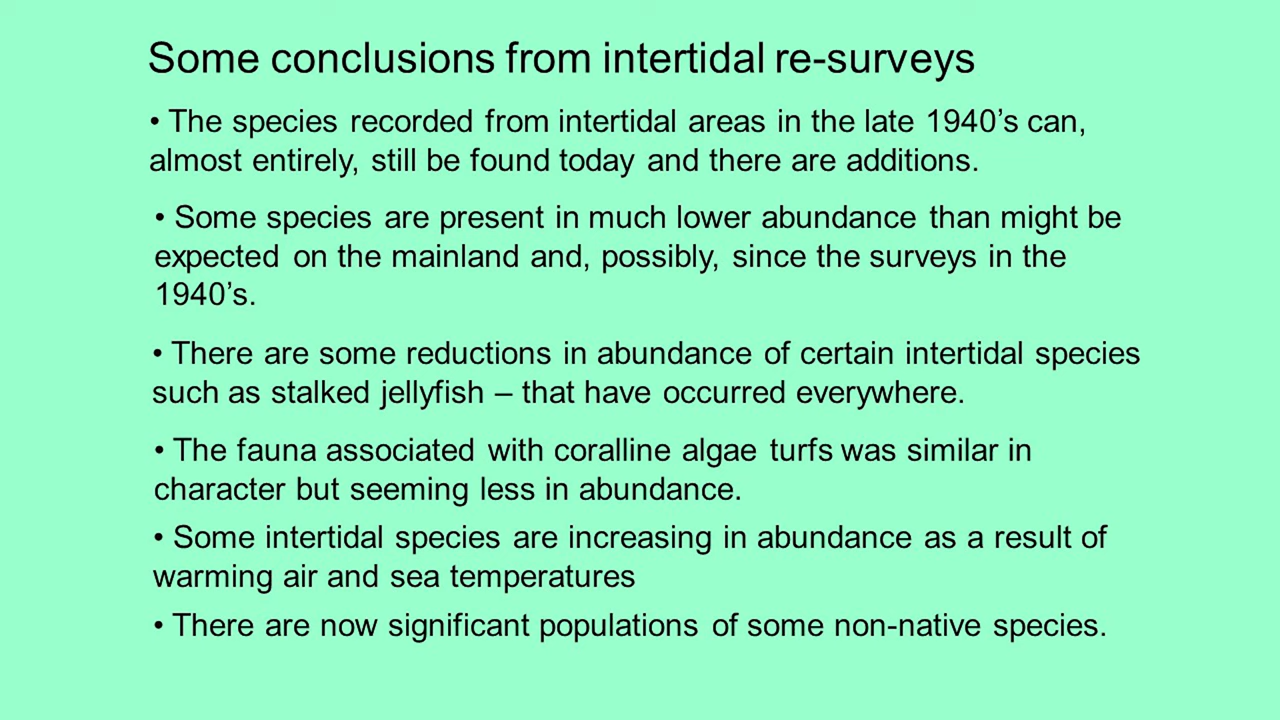 Some conclusions from intertidal re-surveys
• The species recorded from intertidal areas in the late 1940’s can,
almost entirely, still be found today and there are additions.
• Some species are present in much lower abundance than might be
expected on the mainland and, possibly, since the surveys in the
1940’s.
• There are some reductions in abundance of certain intertidal species
such as stalked jellyfish – that have occurred everywhere.
• The fauna associated with coralline algae turfs was similar in
character but seeming less in abundance.
• Some intertidal species are increasing in abundance as a result of
warming air and sea temperatures
• There are now significant populations of some non-native species.